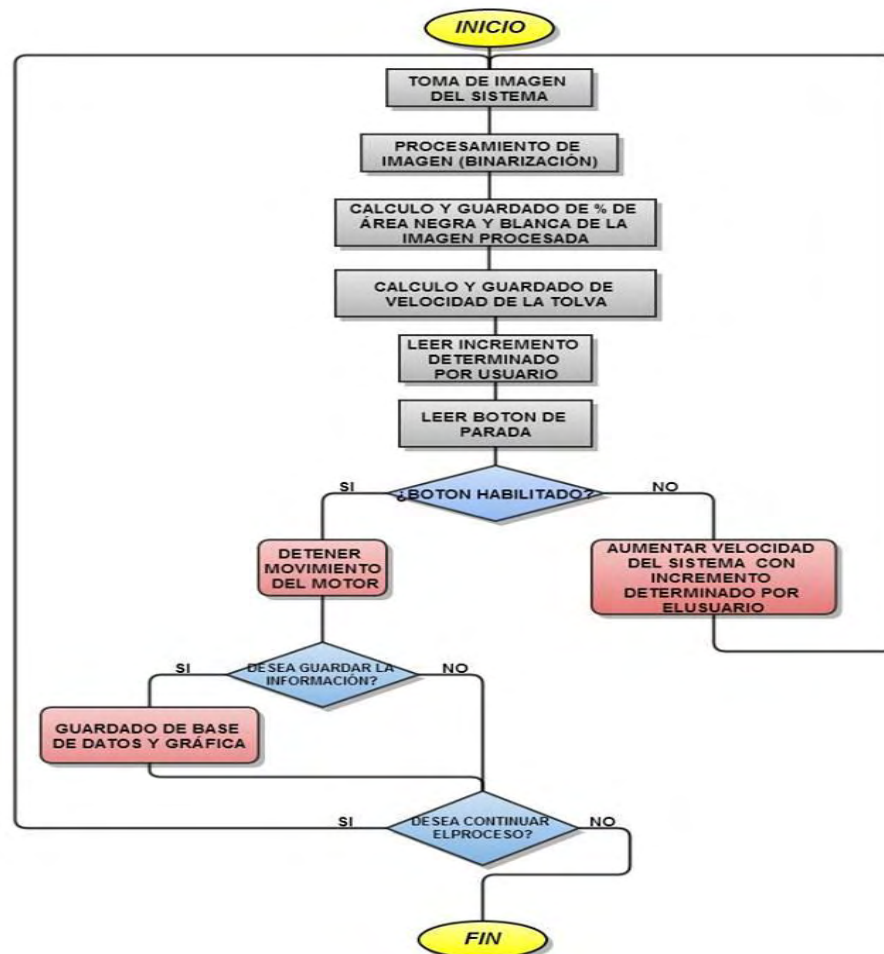 INICIO
TOMA DE IMAGEN
DEL SISTEMA
PROCESAMIENTO DE
IMAGEN (BINARIZACIÓN)
CALCULO Y GUARDADO DE % DE
ÁREA NEGRA Y BLANCA DE LA
IMAGEN PROCESADA
CALCULO Y GUARDADO DE
VELOCIDAD DE LA TOLVA
LEER INCREMENTO
DETERMINADO
POR USUARIO
LEER BOTON DE
PARADA
SI
¿BOTON HABILITADO?
NO
DETENER
MOVIMIENTO
DEL MOTOR
AUMENTAR VELOCIDAD
DEL SISTEMA CON
INCREMENTO
DETERMINADO POR
ELUSUARIO
SI
DESEA GUARDAR LA
INFORMACIÓN?
NO
GUARDADO DE BASE
DE DATOS Y GRÁFICA
SI
DESEA CONTINUAR
ELPROCESO?
NO
FIN